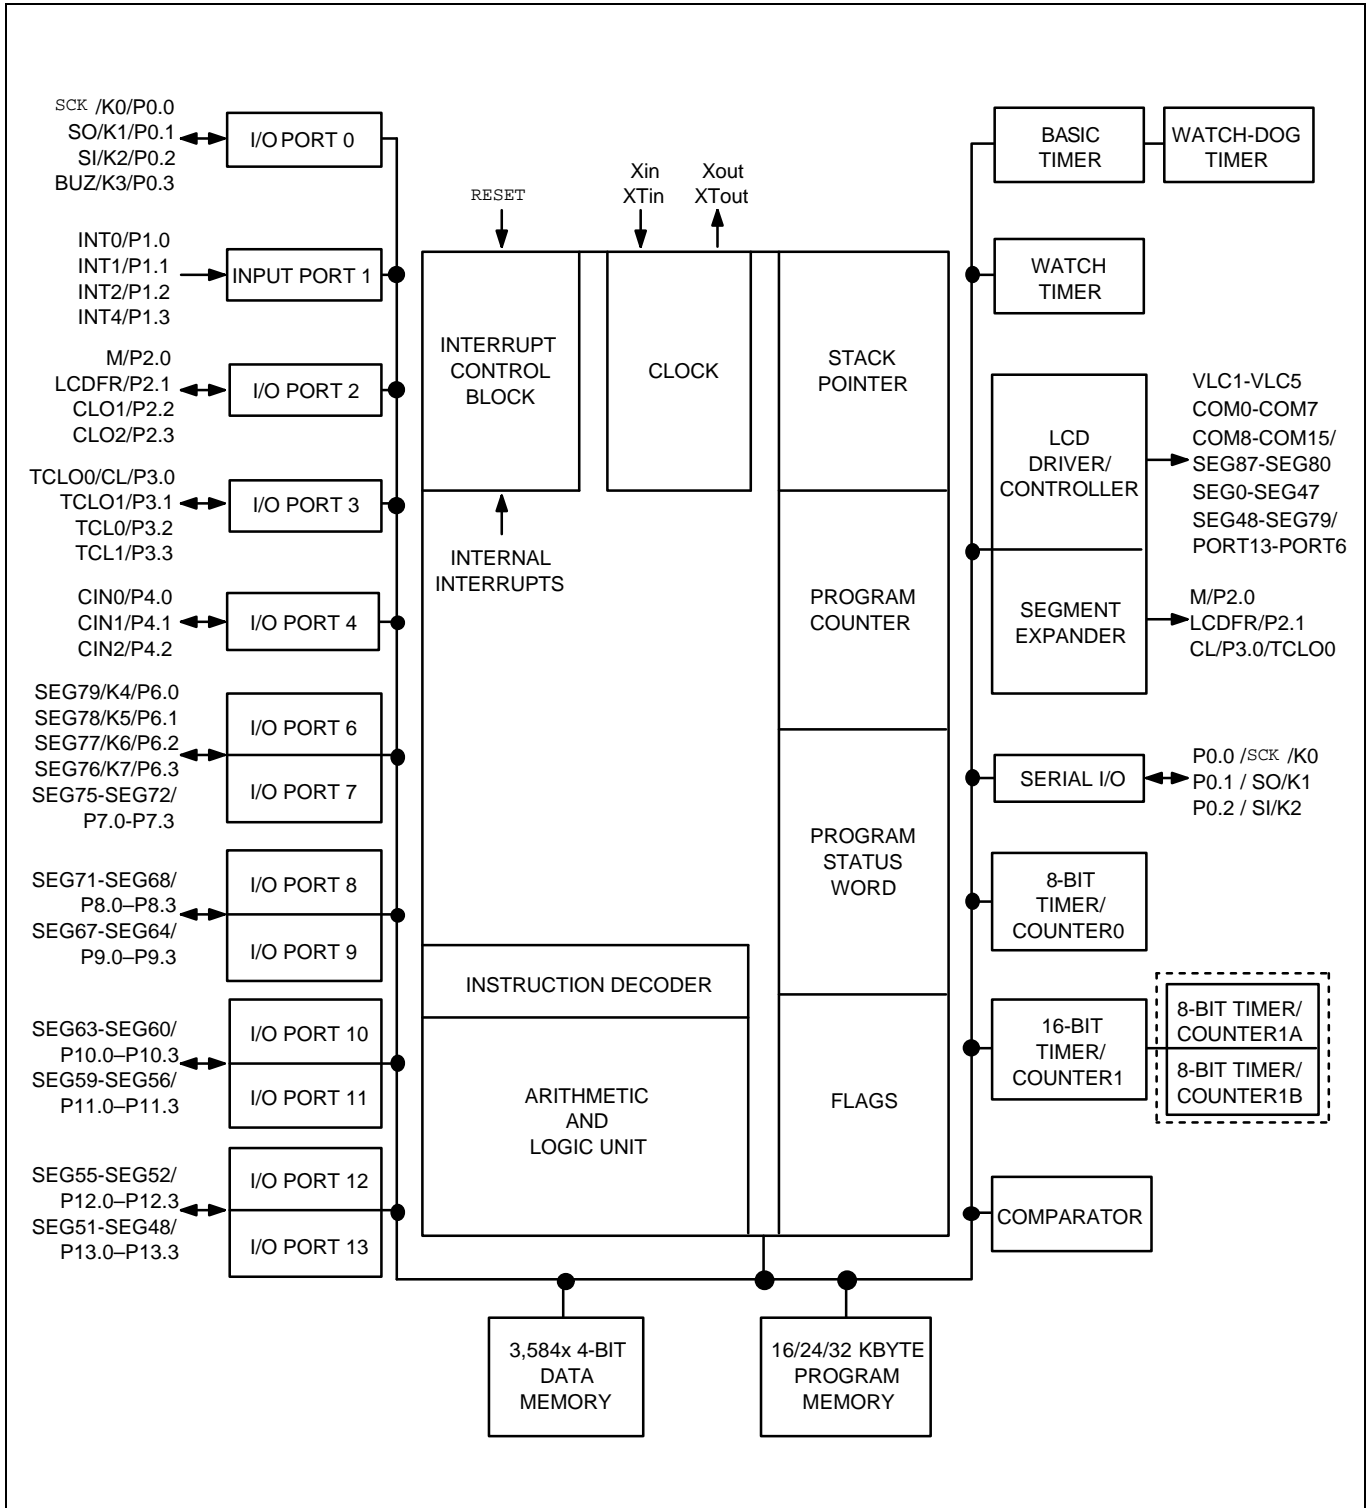 SCK /K0/P0.0
SO/K1/P0.1
SI/K2/P0.2
BUZ/K3/P0.3
I/O PORT 0
INT0/P1.0
INT1/P1.1
INT2/P1.2
INT4/P1.3
INPUT PORT 1
M/P2.0
LCDFR/P2.1
CLO1/P2.2
CLO2/P2.3
I/O PORT 2
TCLO0/CL/P3.0
TCLO1/P3.1
TCL0/P3.2
TCL1/P3.3
I/O PORT 3
CIN0/P4.0
CIN1/P4.1
CIN2/P4.2
I/O PORT 4
SEG79/K4/P6.0
SEG78/K5/P6.1
SEG77/K6/P6.2
SEG76/K7/P6.3
SEG75-SEG72/
P7.0-P7.3
I/O PORT 6
I/O PORT 7
SEG71-SEG68/
P8.0–P8.3
SEG67-SEG64/
P9.0–P9.3
I/O PORT 8
I/O PORT 9
SEG63-SEG60/
P10.0–P10.3
SEG59-SEG56/
P11.0–P11.3
I/O PORT 10
I/O PORT 11
SEG55-SEG52/
P12.0–P12.3
SEG51-SEG48/
P13.0–P13.3
I/O PORT 12
I/O PORT 13
RESET
Xin
XTin
Xout
XTout
INTERRUPT
CONTROL
BLOCK
CLOCK
STACK
POINTER
INTERNAL
INTERRUPTS
PROGRAM
COUNTER
PROGRAM
STATUS
WORD
INSTRUCTION DECODER
ARITHMETIC
AND
LOGIC UNIT
FLAGS
3,584x 4-BIT
DATA
MEMORY
16/24/32 KBYTE
PROGRAM
MEMORY
BASIC
TIMER
WATCH-DOG
TIMER
WATCH
TIMER
LCD
DRIVER/
CONTROLLER
VLC1-VLC5
COM0-COM7
COM8-COM15/
SEG87-SEG80
SEG0-SEG47
SEG48-SEG79/
PORT13-PORT6
SEGMENT
EXPANDER
M/P2.0
LCDFR/P2.1
CL/P3.0/TCLO0
SERIAL I/O
P0.0 /SCK /K0
P0.1 / SO/K1
P0.2 / SI/K2
8-BIT
TIMER/
COUNTER0
16-BIT
TIMER/
COUNTER1
8-BIT TIMER/
COUNTER1A
8-BIT TIMER/
COUNTER1B
COMPARATOR